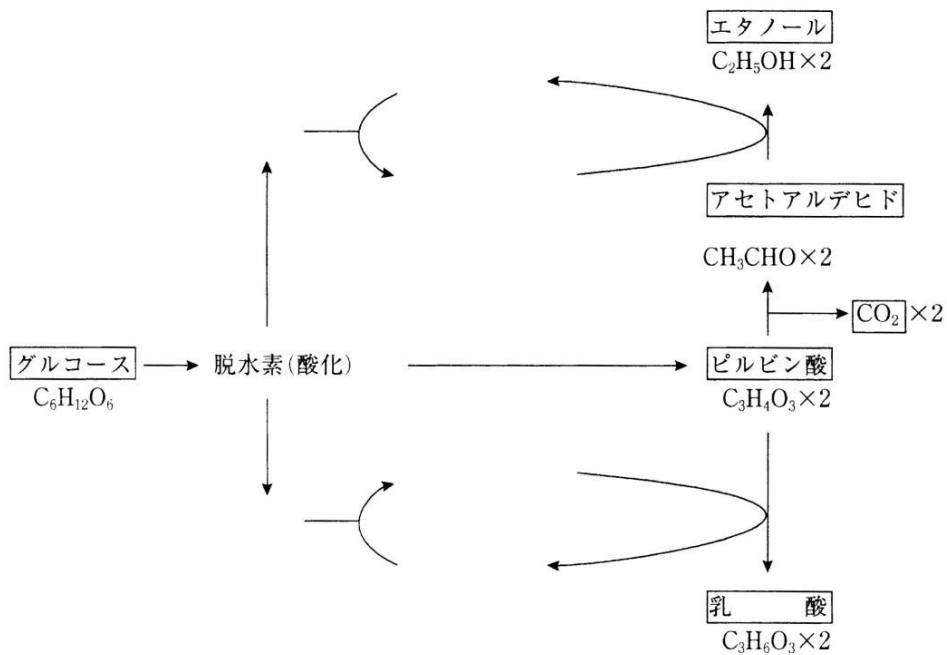 エタノール
C₂H₅OH×2
アセトアルデヒド
CH₃CHO×2
CO₂ ×2
グルコース
C₆H₁₂O₆
脱水素(酸化)
ピルビン酸
C₃H₄O₃×2
乳 酸
C₃H₆O₃×2